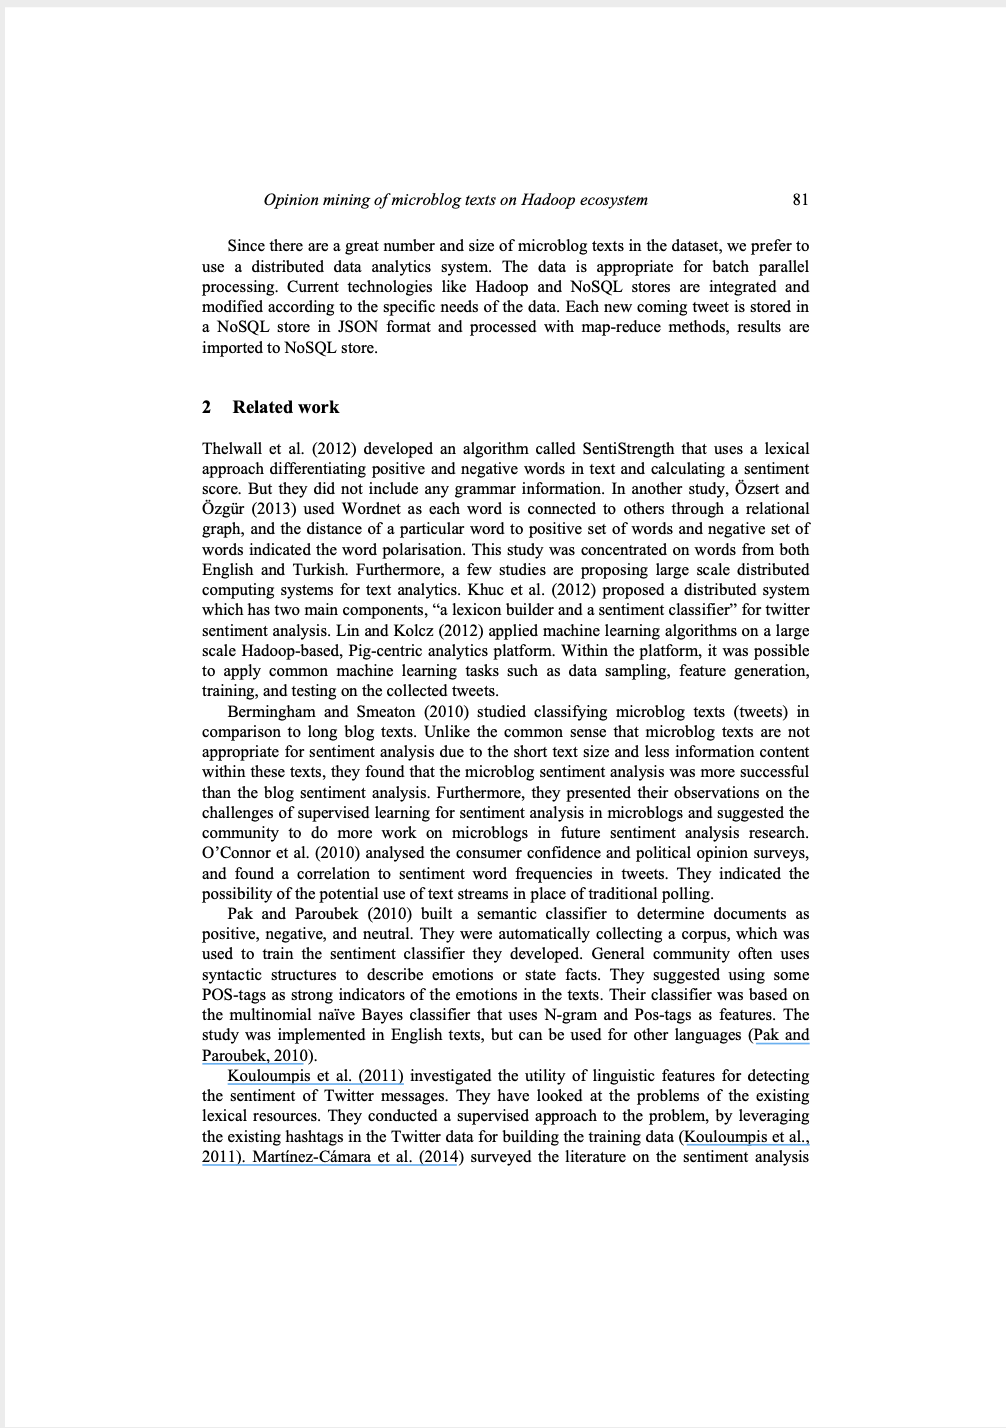 Opinion mining of microblog texts on Hadoop ecosystem 81
Since there are a great number and size of microblog texts in the dataset, we prefer to
use a distributed data analytics system. The data is appropriate for batch parallel
processing. Current technologies like Hadoop and NoSQL stores are integrated and
modified according to the specific needs of the data. Each new coming tweet is stored in
a NoSQL store in JSON format and processed with map-reduce methods, results are
imported to NoSQL store.
2 Related work
Thelwall et al. (2012) developed an algorithm called SentiStrength that uses a lexical
approach differentiating positive and negative words in text and calculating a sentiment
score. But they did not include any grammar information. In another study, Özsert and
Özgür (2013) used Wordnet as each word is connected to others through a relational
graph, and the distance of a particular word to positive set of words and negative set of
words indicated the word polarisation. This study was concentrated on words from both
English and Turkish. Furthermore, a few studies are proposing large scale distributed
computing systems for text analytics. Khuc et al. (2012) proposed a distributed system
which has two main components, “a lexicon builder and a sentiment classifier” for twitter
sentiment analysis. Lin and Kolcz (2012) applied machine learning algorithms on a large
scale Hadoop-based, Pig-centric analytics platform. Within the platform, it was possible
to apply common machine learning tasks such as data sampling, feature generation,
training, and testing on the collected tweets.
Bermingham and Smeaton (2010) studied classifying microblog texts (tweets) in
comparison to long blog texts. Unlike the common sense that microblog texts are not
appropriate for sentiment analysis due to the short text size and less information content
within these texts, they found that the microblog sentiment analysis was more successful
than the blog sentiment analysis. Furthermore, they presented their observations on the
challenges of supervised learning for sentiment analysis in microblogs and suggested the
community to do more work on microblogs in future sentiment analysis research.
O’Connor et al. (2010) analysed the consumer confidence and political opinion surveys,
and found a correlation to sentiment word frequencies in tweets. They indicated the
possibility of the potential use of text streams in place of traditional polling.
Pak and Paroubek (2010) built a semantic classifier to determine documents as
positive, negative, and neutral. They were automatically collecting a corpus, which was
used to train the sentiment classifier they developed. General community often uses
syntactic structures to describe emotions or state facts. They suggested using some
POS-tags as strong indicators of the emotions in the texts. Their classifier was based on
the multinomial naïve Bayes classifier that uses N-gram and Pos-tags as features. The
study was implemented in English texts, but can be used for other languages (Pak and
Paroubek, 2010).
Kouloumpis et al. (2011) investigated the utility of linguistic features for detecting
the sentiment of Twitter messages. They have looked at the problems of the existing
lexical resources. They conducted a supervised approach to the problem, by leveraging
the existing hashtags in the Twitter data for building the training data (Kouloumpis et al.,
2011). Martínez-Cámara et al. (2014) surveyed the literature on the sentiment analysis